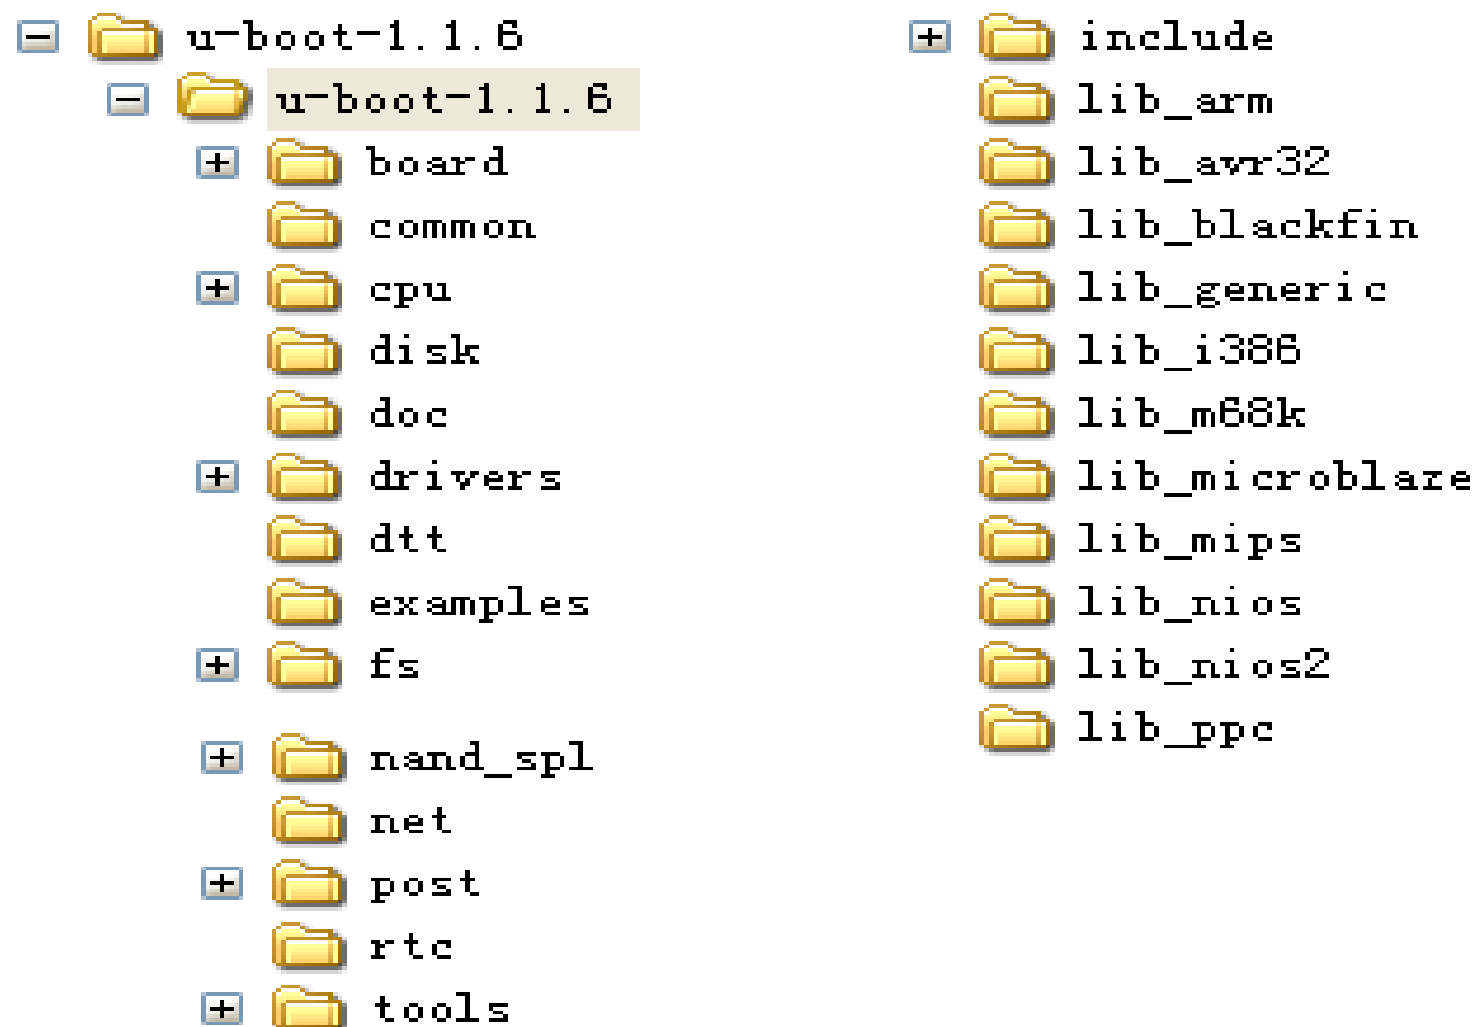 u-boot-1.1.6
u-boot-1.1.6
board
common
cpu
disk
doc
drivers
dtt
examples
fs
nand_spl
net
post
rtc
tools
include
lib_arm
lib_avr32
lib_blackfin
lib_generic
lib_i386
lib_m68k
lib_microblaze
lib_mips
lib_nios
lib_nios2
lib_ppc